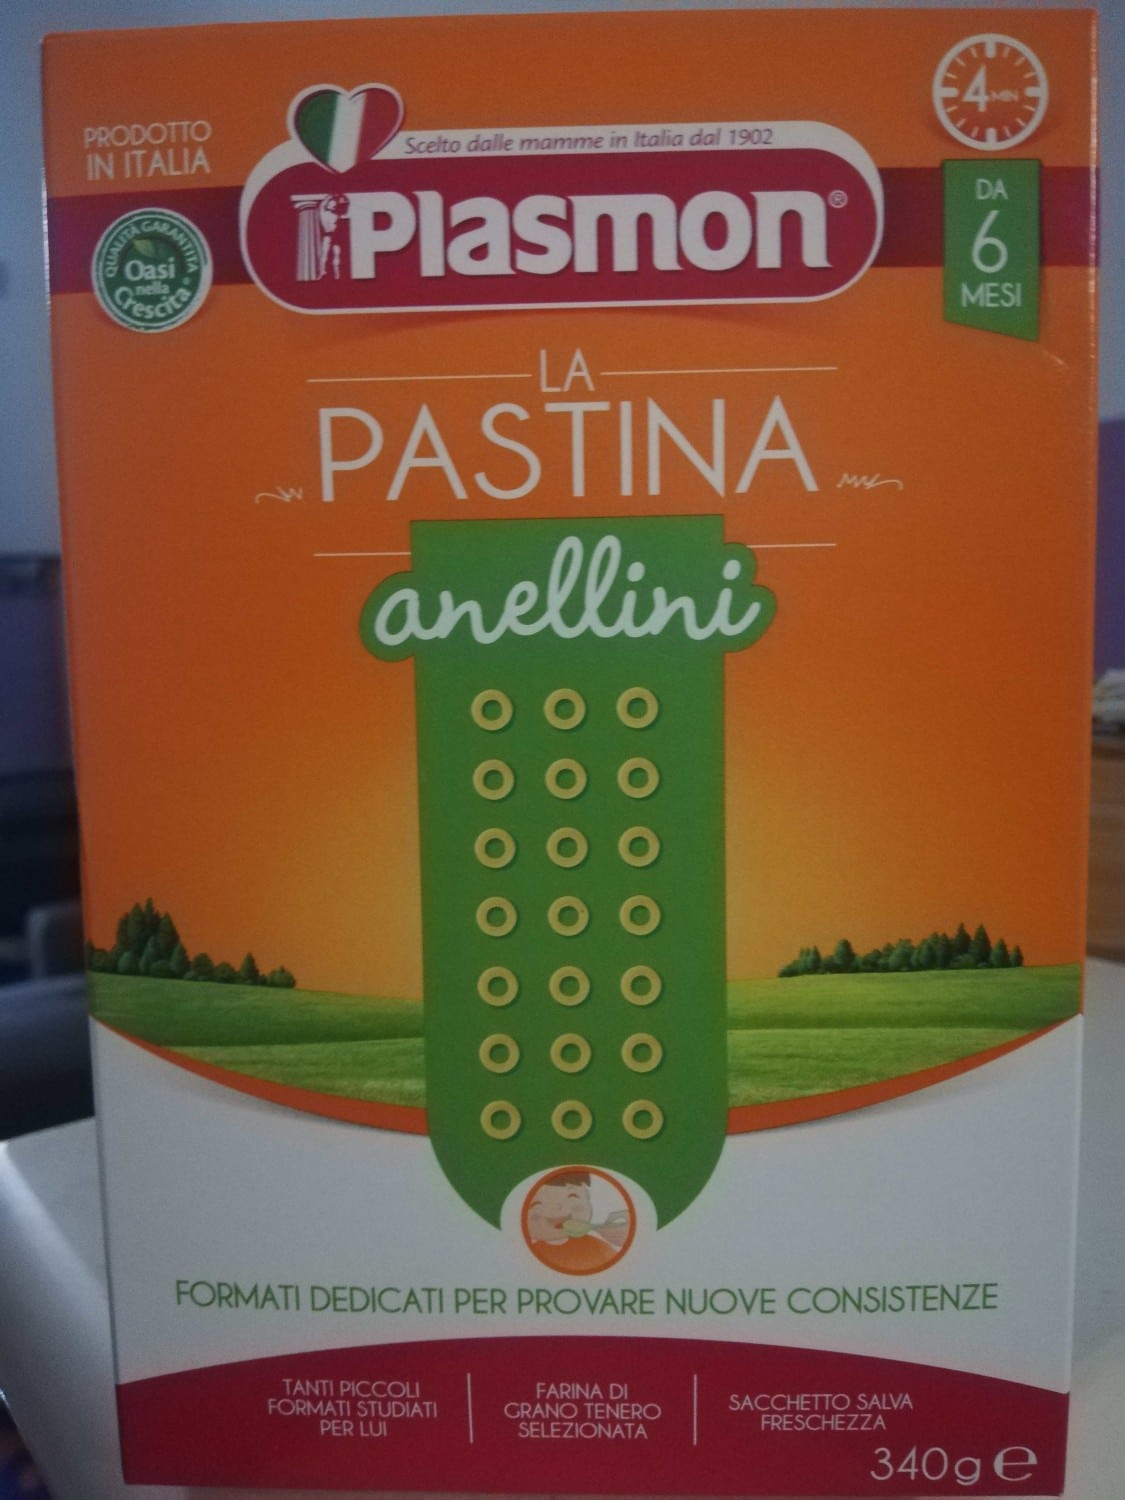 PRODOTTO
IN ITALIA
QUALITÀ GARANTITA
Oasi
nella
Crescita
Scelto dalle mamme in Italia dal 1902
Plasmon®
4 MIN
DA
6
MESI
LA
PASTINA
anellini
FORMATI DEDICATI PER PROVARE NUOVE CONSISTENZE
TANTI PICCOLI
FORMATI STUDIATI
PER LUI
FARINA DI
GRANO TENERO
SELEZIONATA
SACCHETTO SALVA
FRESCHEZZA
340g e